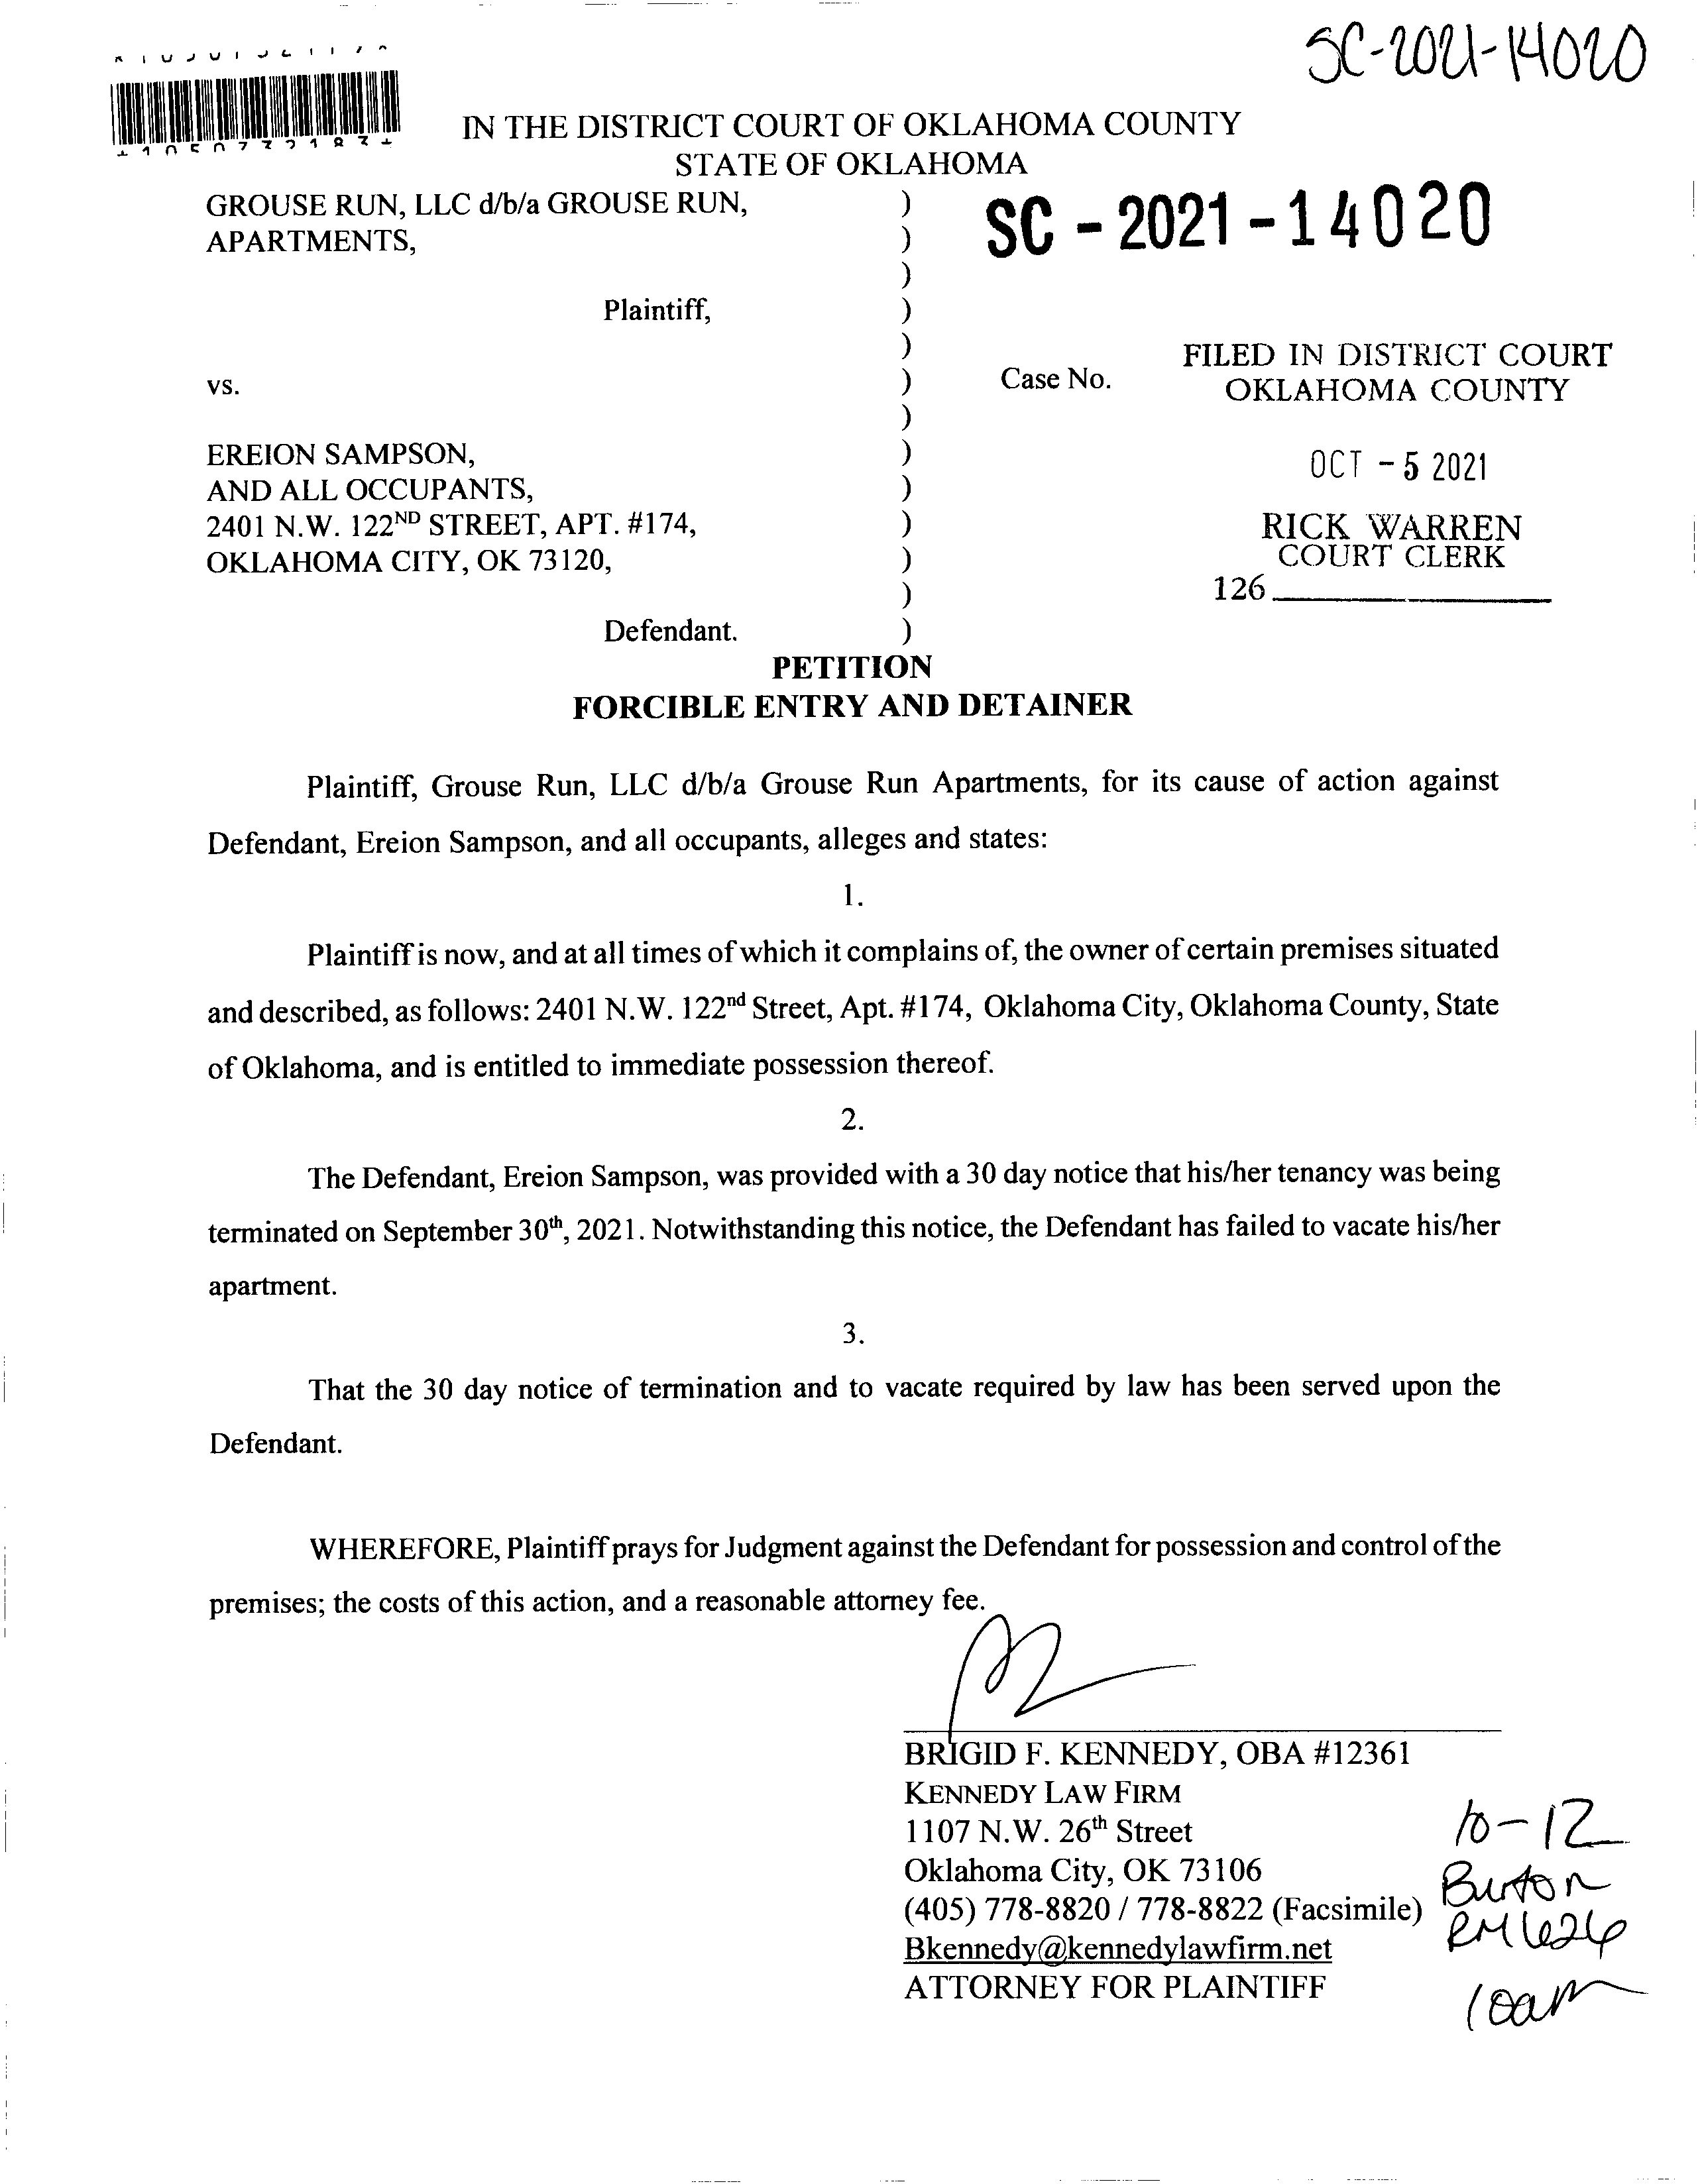 SC-2021-14020
IN THE DISTRICT COURT OF OKLAHOMA COUNTY
STATE OF OKLAHOMA
GROUSE RUN, LLC d/b/a GROUSE RUN, )
APARTMENTS, )
SC - 2021 - 14020
)
Plaintiff, )
)
vs. ) Case No.
FILED IN DISTRICT COURT
OKLAHOMA COUNTY
)
EREION SAMPSON, )
AND ALL OCCUPANTS, )
2401 N.W. 122ND STREET, APT. #174, )
OKLAHOMA CITY, OK 73120, )
)
Defendant. )
OCT - 5 2021
RICK WARREN
COURT CLERK
126
PETITION
FORCIBLE ENTRY AND DETAINER
Plaintiff, Grouse Run, LLC d/b/a Grouse Run Apartments, for its cause of action against
Defendant, Ereion Sampson, and all occupants, alleges and states:
1.
Plaintiff is now, and at all times of which it complains of, the owner of certain premises situated
and described, as follows: 2401 N.W. 122nd Street, Apt. #174, Oklahoma City, Oklahoma County, State
of Oklahoma, and is entitled to immediate possession thereof.
2.
The Defendant, Ereion Sampson, was provided with a 30 day notice that his/her tenancy was being
terminated on September 30th, 2021. Notwithstanding this notice, the Defendant has failed to vacate his/her
apartment.
3.
That the 30 day notice of termination and to vacate required by law has been served upon the
Defendant.
WHEREFORE, Plaintiff prays for Judgment against the Defendant for possession and control of the
premises; the costs of this action, and a reasonable attorney fee.
BRIGID F. KENNEDY, OBA #12361
KENNEDY LAW FIRM
1107 N.W. 26th Street
Oklahoma City, OK 73106
(405) 778-8820 / 778-8822 (Facsimile)
Bkennedy@kennedylawfirm.net
ATTORNEY FOR PLAINTIFF
10-12
Burton
RM 626
10am